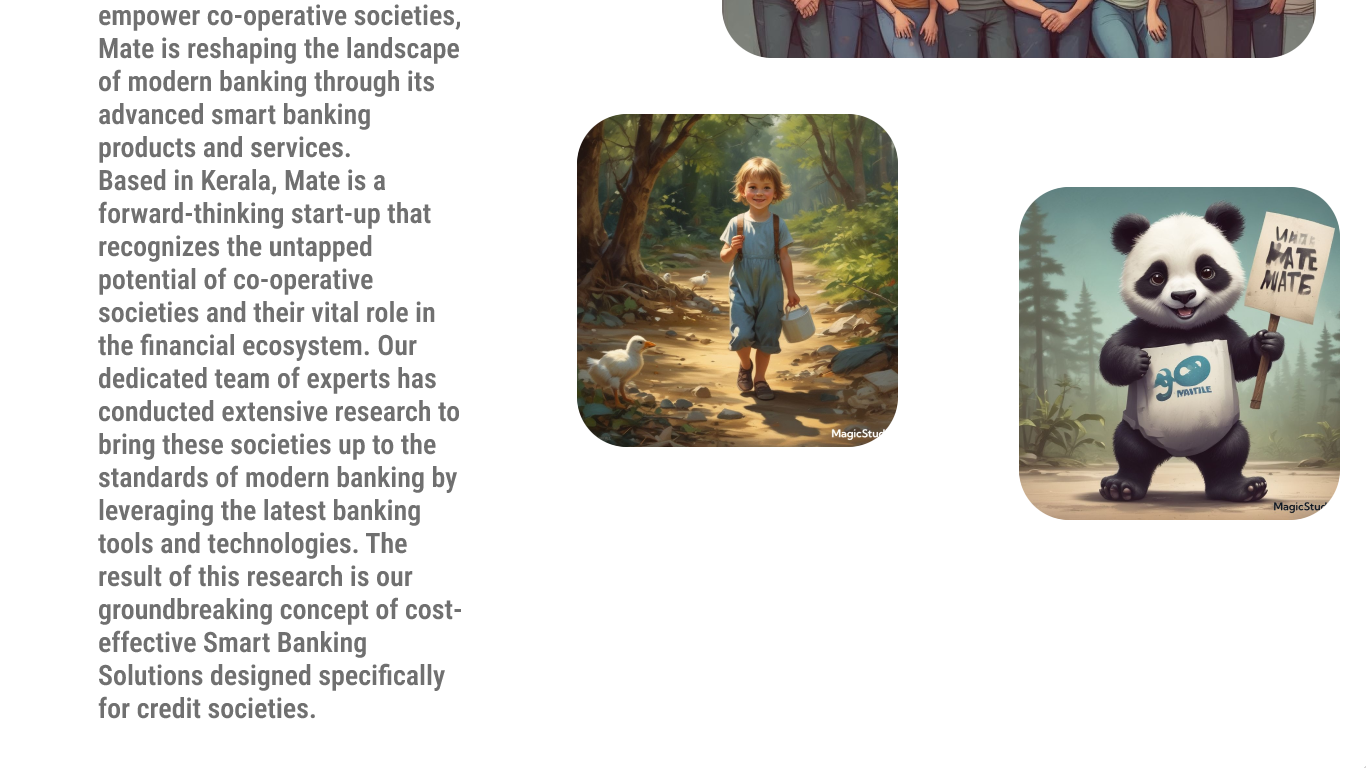 empower co-operative societies,
Mate is reshaping the landscape
of modern banking through its
advanced smart banking
products and services.
Based in Kerala, Mate is a
forward-thinking start-up that
recognizes the untapped
potential of co-operative
societies and their vital role in
the financial ecosystem. Our
dedicated team of experts has
conducted extensive research to
bring these societies up to the
standards of modern banking by
leveraging the latest banking
tools and technologies. The
result of this research is our
groundbreaking concept of cost-
effective Smart Banking
Solutions designed specifically
for credit societies.
MagicStud
MATE
MATE
go
MagicStud